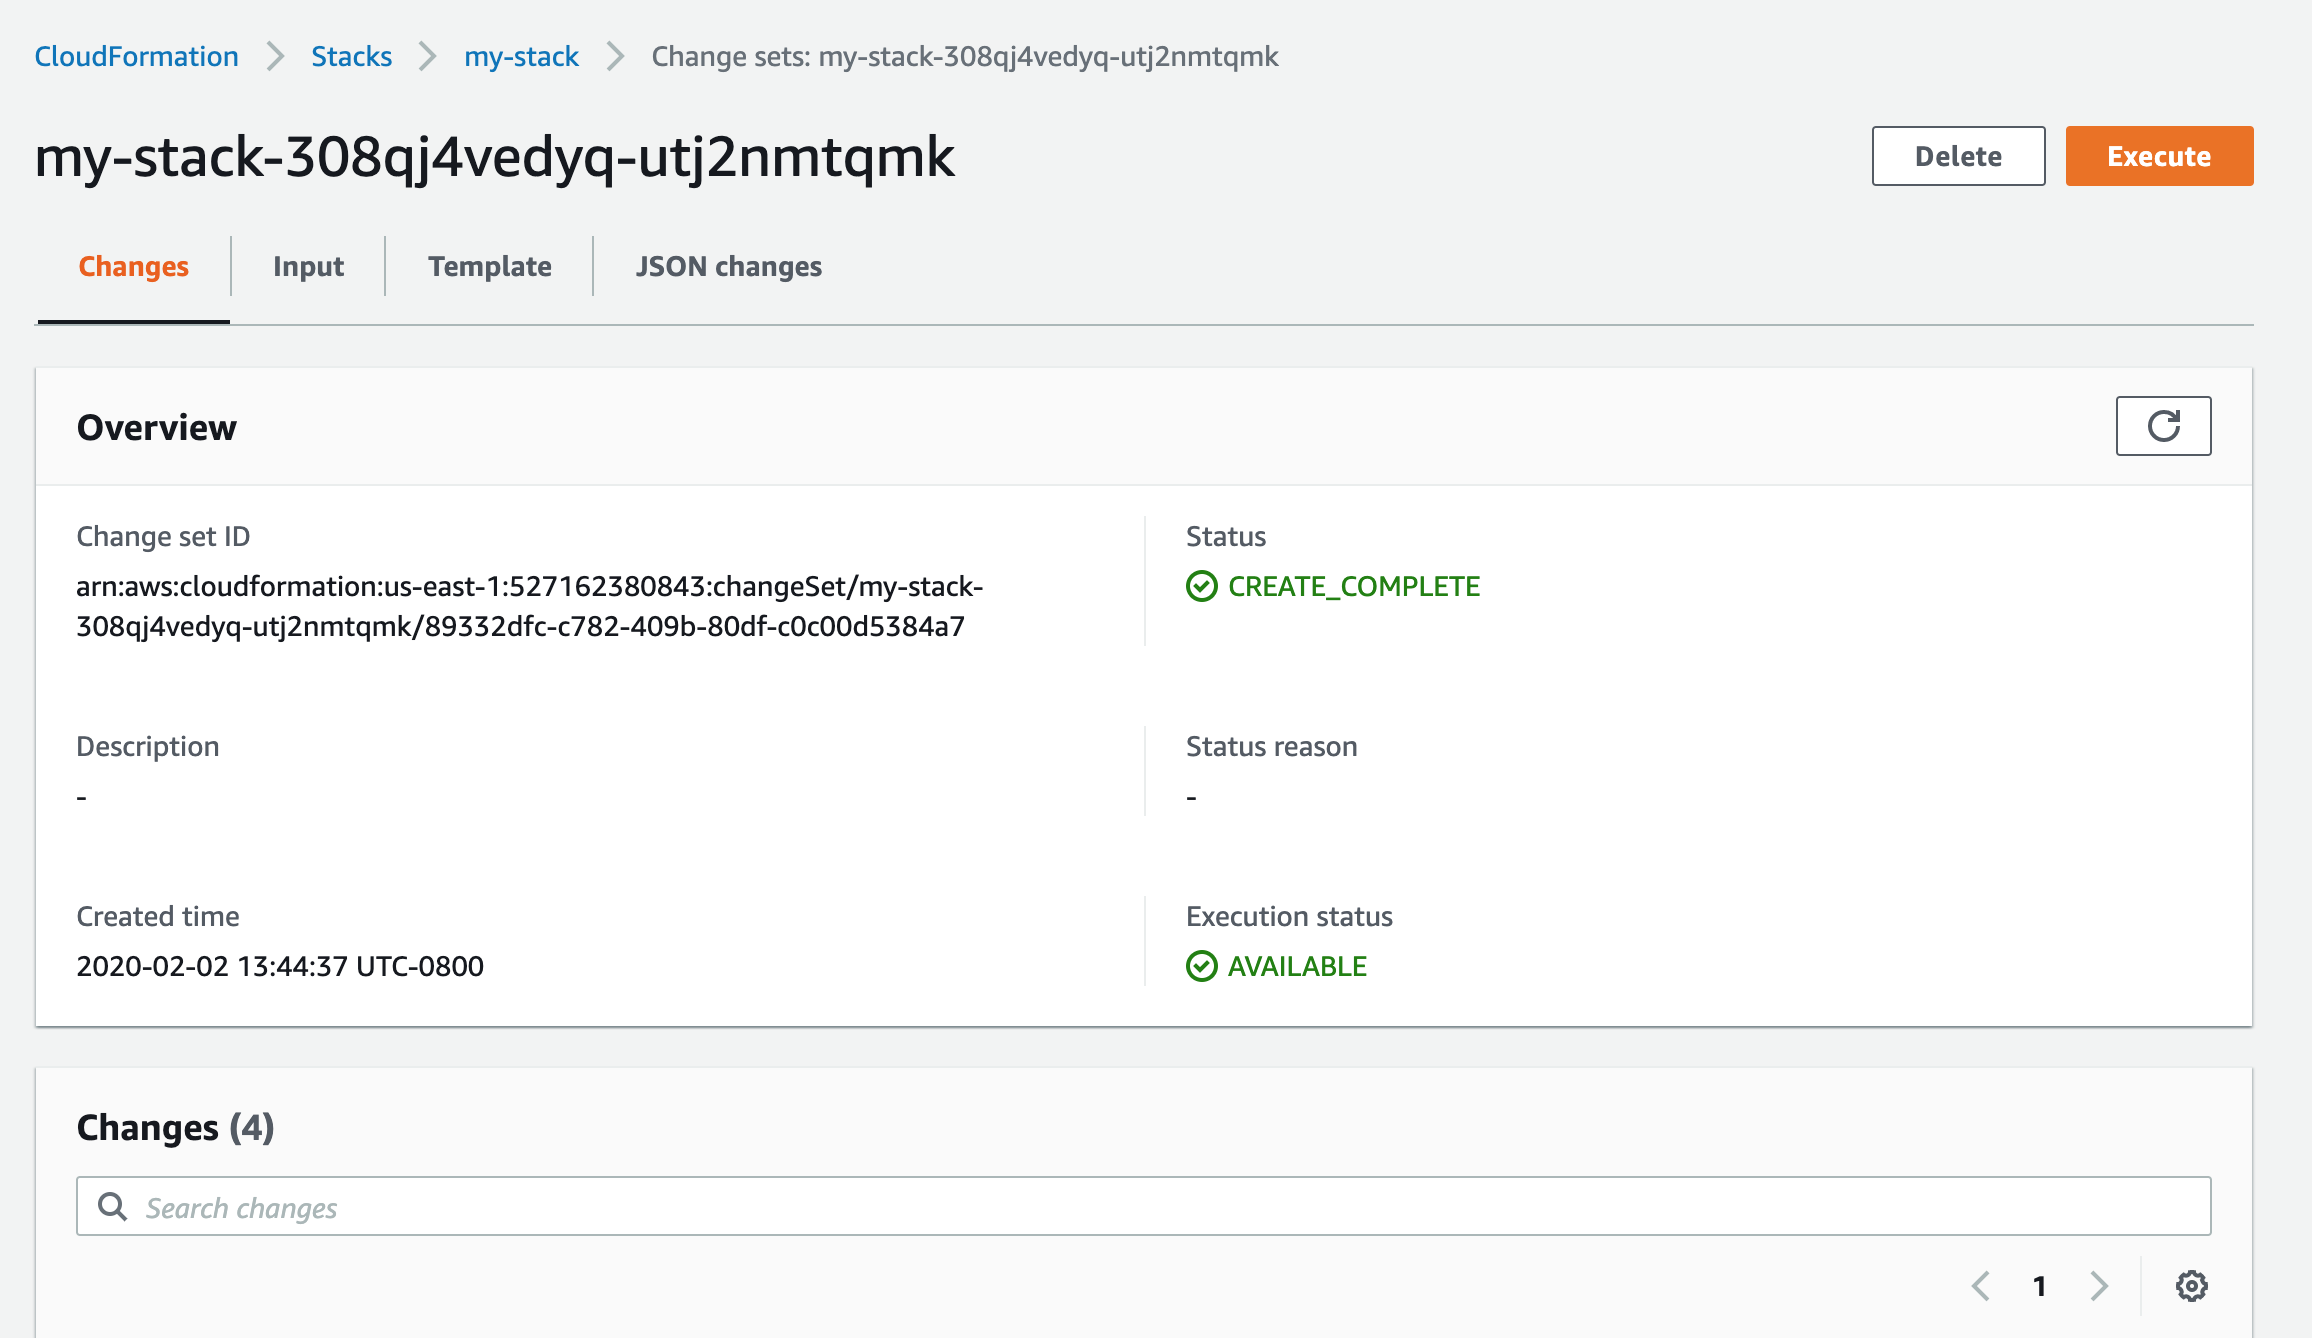 CloudFormation Stacks my-stack Change sets: my-stack-308qj4vedyq-utj2nmtqmk
my-stack-308qj4vedyq-utj2nmtqmk
Delete Execute
Changes Input Template JSON changes
Overview
Change set ID
arn:aws:cloudformation:us-east-1:527162380843:changeSet/my-stack-
308qj4vedyq-utj2nmtqmk/89332dfc-c782-409b-80df-c0c00d5384a7
Status
CREATE_COMPLETE
Description
-
Status reason
-
Created time
2020-02-02 13:44:37 UTC-0800
Execution status
AVAILABLE
Changes (4)
Search changes
1